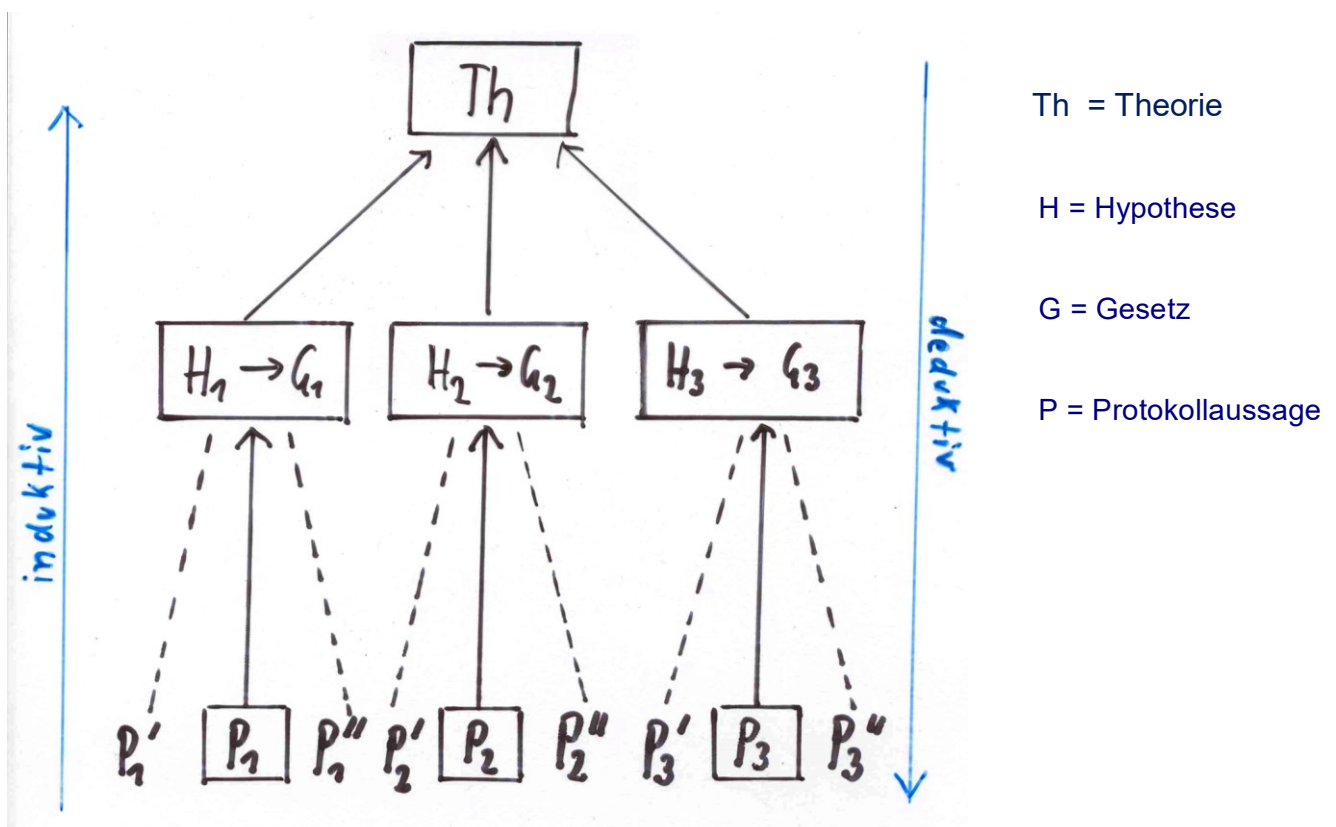 Th
H₁ → G₁
H₂ → G₂
H₃ → G₃
P₁' P₁ P₁'' P₂' P₂ P₂'' P₃' P₃ P₃''
induktiv
deduktiv
Th = Theorie
H = Hypothese
G = Gesetz
P = Protokollaussage